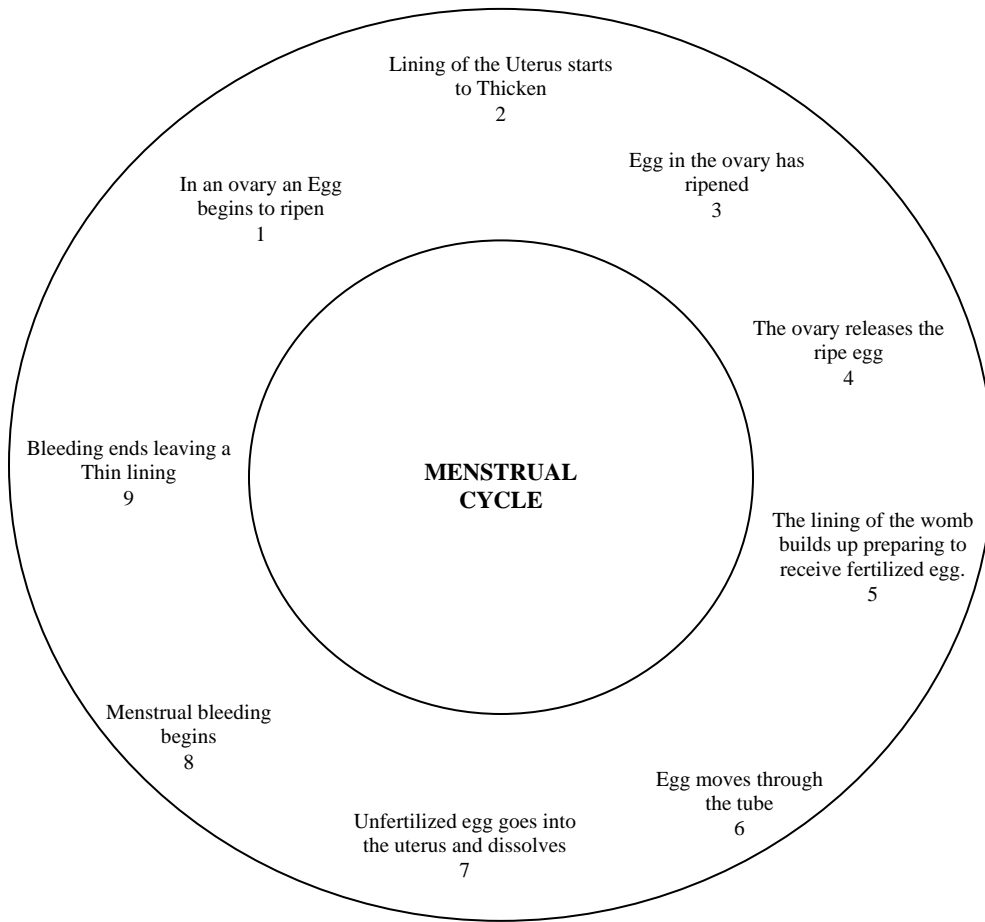 Lining of the Uterus starts
to Thicken
2
Egg in the ovary has
ripened
3
In an ovary an Egg
begins to ripen
1
The ovary releases the
ripe egg
4
Bleeding ends leaving a
Thin lining
9
MENSTRUAL
CYCLE
The lining of the womb
builds up preparing to
receive fertilized egg.
5
Menstrual bleeding
begins
8
Egg moves through
the tube
6
Unfertilized egg goes into
the uterus and dissolves
7